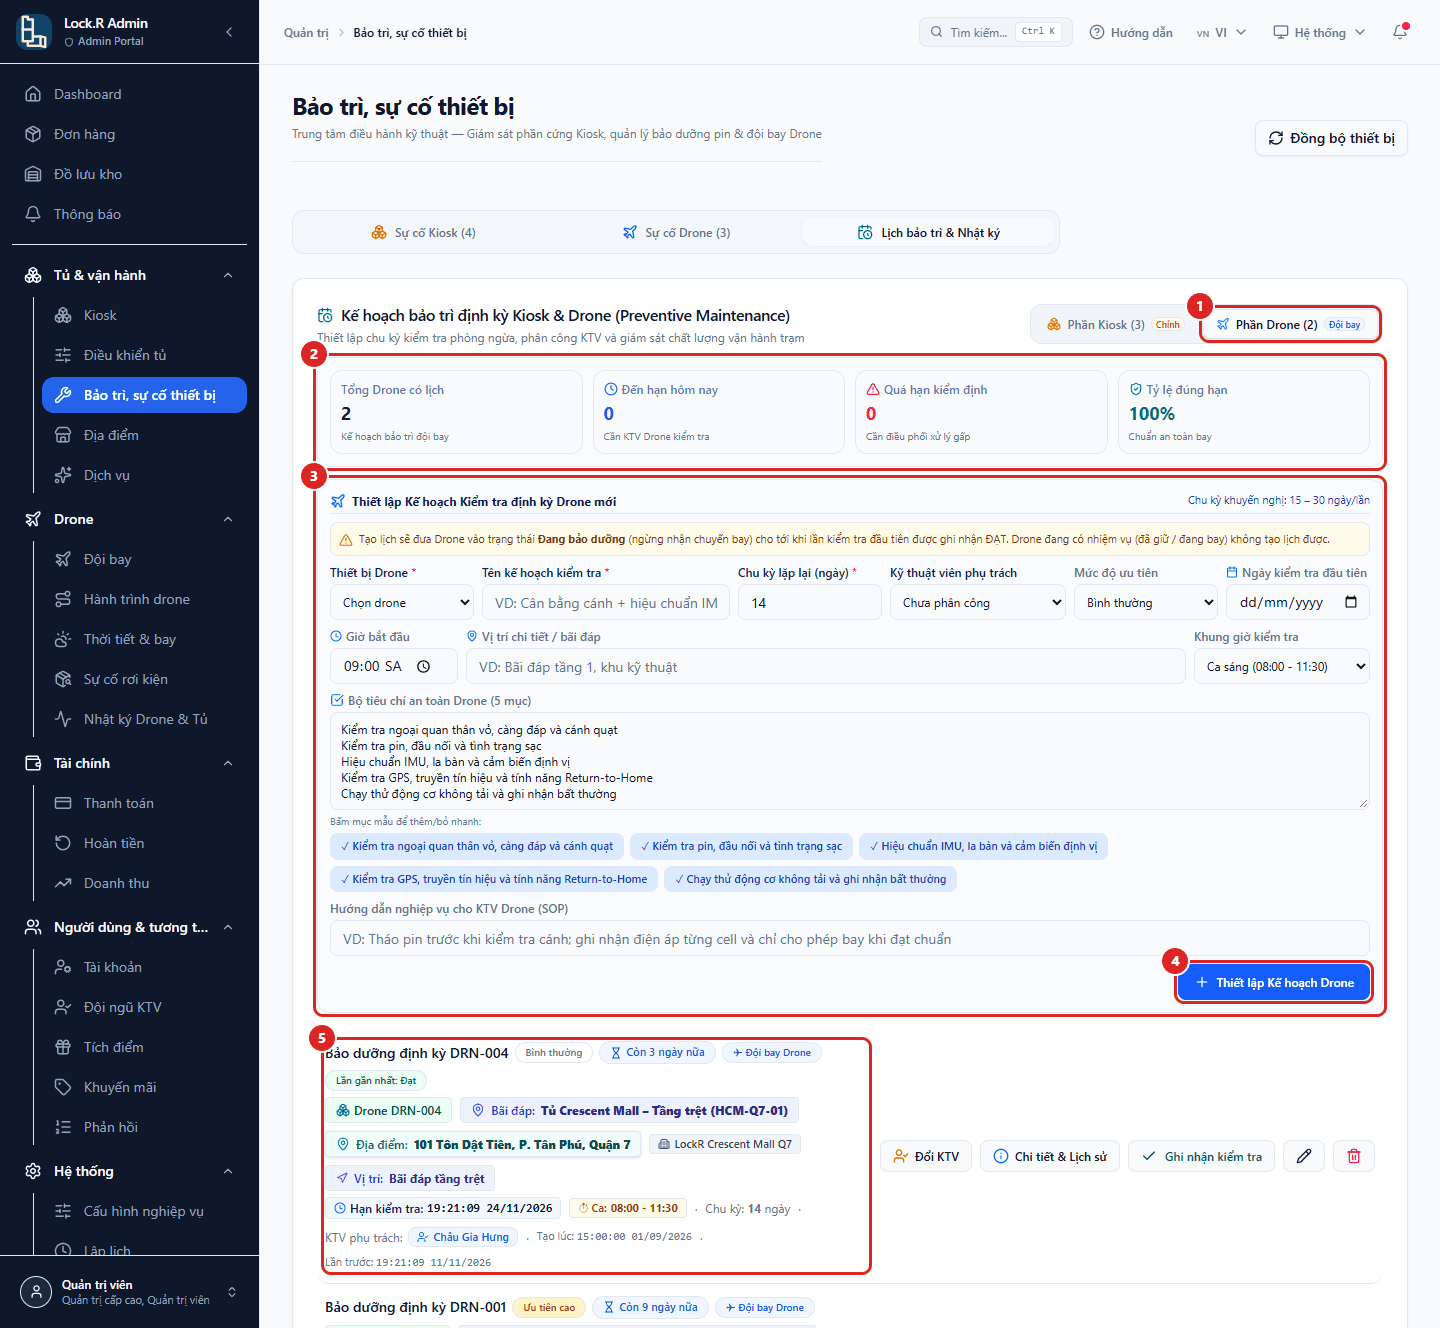 Lock.R Admin
Admin Portal
Dashboard
Đơn hàng
Đồ lưu kho
Thông báo
Tủ & vận hành
Kiosk
Điều khiển tủ
Bảo trì, sự cố thiết bị
Địa điểm
Dịch vụ
Drone
Đội bay
Hành trình drone
Thời tiết & bay
Sự cố rơi kiện
Nhật ký Drone & Tủ
Tài chính
Thanh toán
Hoàn tiền
Doanh thu
Người dùng & tương t...
Tài khoản
Đội ngũ KTV
Tích điểm
Khuyến mãi
Phản hồi
Hệ thống
Cấu hình nghiệp vụ
Lập lịch
Quản trị viên
Quản trị cấp cao, Quản trị viên
Quản trị > Bảo trì, sự cố thiết bị
Tìm kiếm... Ctrl K
Hướng dẫn
VN VI
Hệ thống
Bảo trì, sự cố thiết bị
Trung tâm điều hành kỹ thuật — Giám sát phần cứng Kiosk, quản lý bảo dưỡng pin & đội bay Drone
Đồng bộ thiết bị
Sự cố Kiosk (4)
Sự cố Drone (3)
Lịch bảo trì & Nhật ký
Kế hoạch bảo trì định kỳ Kiosk & Drone (Preventive Maintenance)
Thiết lập chu kỳ kiểm tra phòng ngừa, phân công KTV và giám sát chất lượng vận hành trạm
Phần Kiosk (3) Chính
1
Phần Drone (2) Đội bay
2
Tổng Drone có lịch
2
Kế hoạch bảo trì đội bay
Đến hạn hôm nay
0
Cần KTV Drone kiểm tra
Quá hạn kiểm định
0
Cần điều phối xử lý gấp
Tỷ lệ đúng hạn
100%
Chuẩn an toàn bay
3
Thiết lập Kế hoạch Kiểm tra định kỳ Drone mới
Chu kỳ khuyến nghị: 15 – 30 ngày/lần
Tạo lịch sẽ đưa Drone vào trạng thái Đang bảo dưỡng (ngừng nhận chuyến bay) cho tới khi lần kiểm tra đầu tiên được ghi nhận ĐẠT. Drone đang có nhiệm vụ (đã giữ / đang bay) không tạo lịch được.
Thiết bị Drone *
Chọn drone
Tên kế hoạch kiểm tra *
VD: Cân bằng cánh + hiệu chuẩn IM
Chu kỳ lặp lại (ngày) *
14
Kỹ thuật viên phụ trách
Chưa phân công
Mức độ ưu tiên
Bình thường
Ngày kiểm tra đầu tiên
dd/mm/yyyy
Giờ bắt đầu
09:00 SA
Vị trí chi tiết / bãi đáp
VD: Bãi đáp tầng 1, khu kỹ thuật
Khung giờ kiểm tra
Ca sáng (08:00 - 11:30)
Bộ tiêu chí an toàn Drone (5 mục)
Kiểm tra ngoại quan thân vỏ, càng đáp và cánh quạt
Kiểm tra pin, đầu nối và tình trạng sạc
Hiệu chuẩn IMU, la bàn và cảm biến định vị
Kiểm tra GPS, truyền tín hiệu và tính năng Return-to-Home
Chạy thử động cơ không tải và ghi nhận bất thường
Bấm mục mẫu để thêm/bỏ nhanh:
✓ Kiểm tra ngoại quan thân vỏ, càng đáp và cánh quạt
✓ Kiểm tra pin, đầu nối và tình trạng sạc
✓ Hiệu chuẩn IMU, la bàn và cảm biến định vị
✓ Kiểm tra GPS, truyền tín hiệu và tính năng Return-to-Home
✓ Chạy thử động cơ không tải và ghi nhận bất thường
Hướng dẫn nghiệp vụ cho KTV Drone (SOP)
VD: Tháo pin trước khi kiểm tra cánh; ghi nhận điện áp từng cell và chỉ cho phép bay khi đạt chuẩn
4
+ Thiết lập Kế hoạch Drone
5
Bảo dưỡng định kỳ DRN-004 Bình thường Còn 3 ngày nữa Đội bay Drone
Lần gần nhất: Đạt
Drone DRN-004 Bãi đáp: Tủ Crescent Mall – Tầng trệt (HCM-Q7-01)
Địa điểm: 101 Tôn Dật Tiên, P. Tân Phú, Quận 7 LockR Crescent Mall Q7
Vị trí: Bãi đáp tầng trệt
Hạn kiểm tra: 19:21:09 24/11/2026 Ca: 08:00 - 11:30 · Chu kỳ: 14 ngày ·
KTV phụ trách: Châu Gia Hưng · Tạo lúc: 15:00:00 01/09/2026 ·
Lần trước: 19:21:09 11/11/2026
Đổi KTV
Chi tiết & Lịch sử
Ghi nhận kiểm tra
Bảo dưỡng định kỳ DRN-001 Ưu tiên cao Còn 9 ngày nữa Đội bay Drone